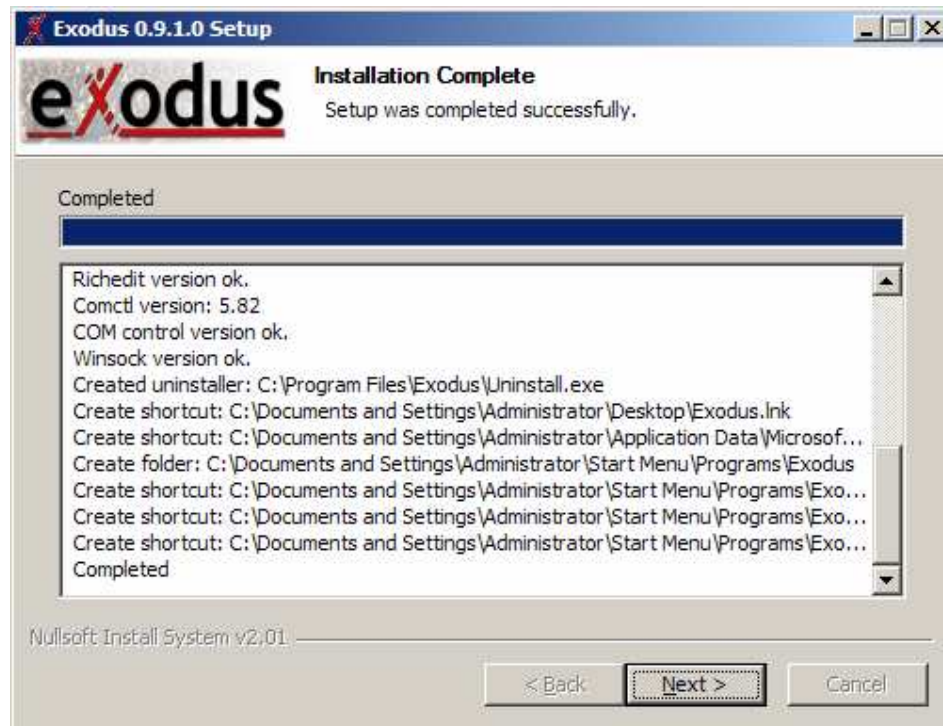 Exodus 0.9.1.0 Setup
exodus
Installation Complete
Setup was completed successfully.
Completed
Richedit version ok.
Comctl version: 5.82
COM control version ok.
Winsock version ok.
Created uninstaller: C:\Program Files\Exodus\Uninstall.exe
Create shortcut: C:\Documents and Settings\Administrator\Desktop\Exodus.lnk
Create shortcut: C:\Documents and Settings\Administrator\Application Data\Microsof...
Create folder: C:\Documents and Settings\Administrator\Start Menu\Programs\Exodus
Create shortcut: C:\Documents and Settings\Administrator\Start Menu\Programs\Exo...
Create shortcut: C:\Documents and Settings\Administrator\Start Menu\Programs\Exo...
Create shortcut: C:\Documents and Settings\Administrator\Start Menu\Programs\Exo...
Completed
Nullsoft Install System v2.01
< Back Next > Cancel